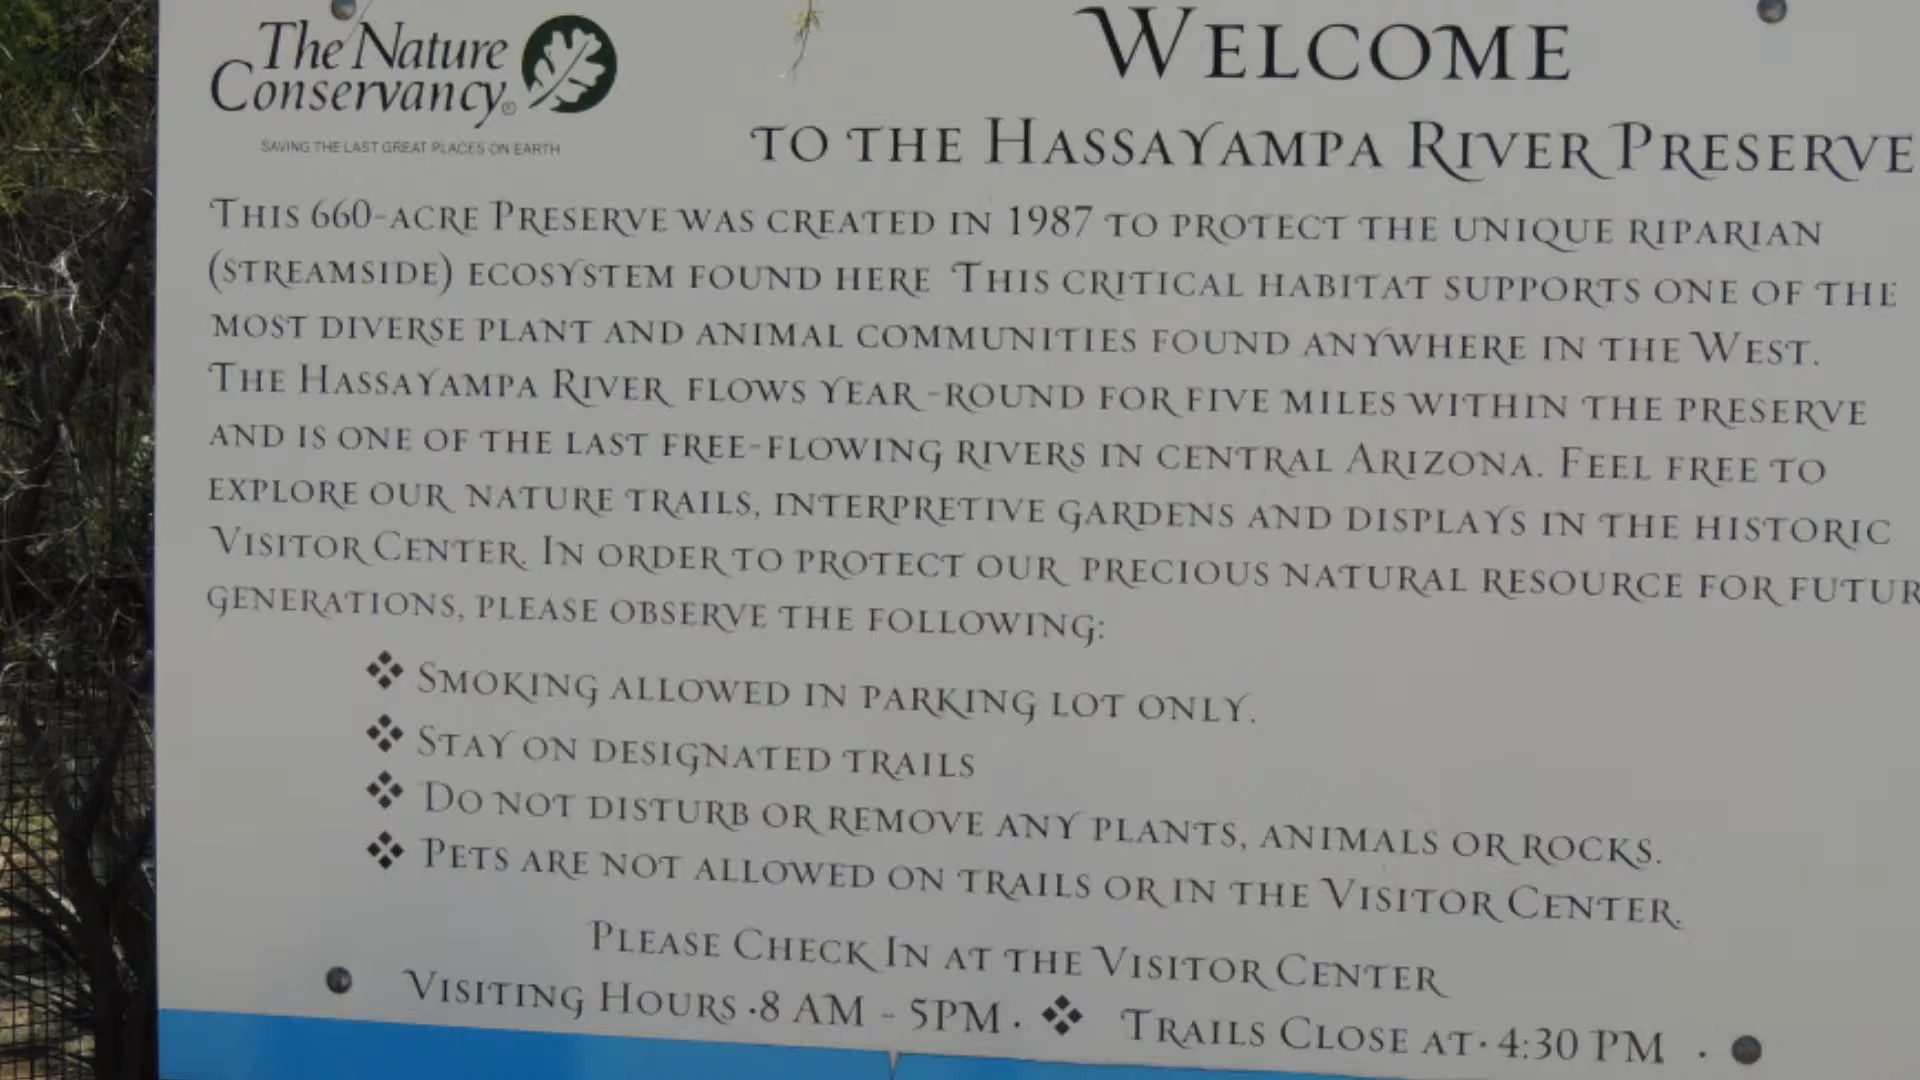 The Nature
Conservancy®
SAVING THE LAST GREAT PLACES ON EARTH
WELCOME
TO THE HASSAYAMPA RIVER PRESERVE
THIS 660-ACRE PRESERVE WAS CREATED IN 1987 TO PROTECT THE UNIQUE RIPARIAN
(STREAMSIDE) ECOSYSTEM FOUND HERE THIS CRITICAL HABITAT SUPPORTS ONE OF THE
MOST DIVERSE PLANT AND ANIMAL COMMUNITIES FOUND ANYWHERE IN THE WEST.
THE HASSAYAMPA RIVER FLOWS YEAR-ROUND FOR FIVE MILES WITHIN THE PRESERVE
AND IS ONE OF THE LAST FREE-FLOWING RIVERS IN CENTRAL ARIZONA. FEEL FREE TO
EXPLORE OUR NATURE TRAILS, INTERPRETIVE GARDENS AND DISPLAYS IN THE HISTORIC
VISITOR CENTER. IN ORDER TO PROTECT OUR PRECIOUS NATURAL RESOURCE FOR FUTUR
GENERATIONS, PLEASE OBSERVE THE FOLLOWING:
❖ SMOKING ALLOWED IN PARKING LOT ONLY.
❖ STAY ON DESIGNATED TRAILS
❖ DO NOT DISTURB OR REMOVE ANY PLANTS, ANIMALS OR ROCKS.
❖ PETS ARE NOT ALLOWED ON TRAILS OR IN THE VISITOR CENTER.
PLEASE CHECK IN AT THE VISITOR CENTER
VISITING HOURS · 8 AM - 5PM · ❖ TRAILS CLOSE AT · 4:30 PM ·